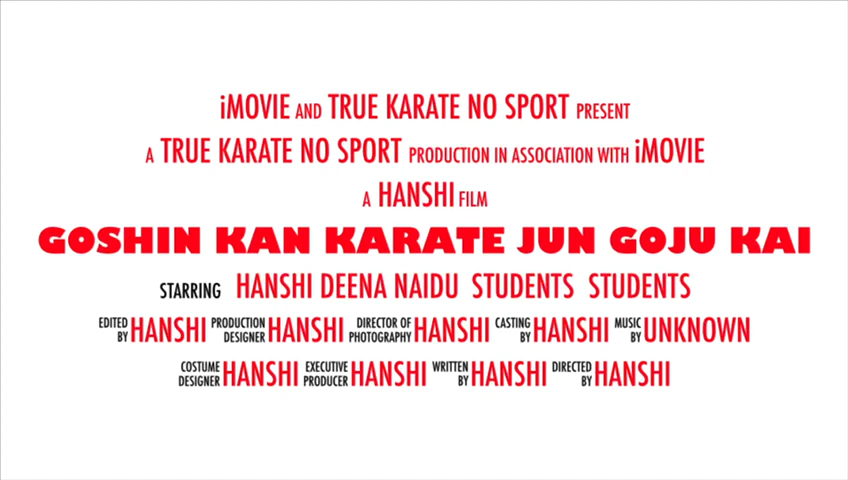 iMOVIE AND TRUE KARATE NO SPORT PRESENT
A TRUE KARATE NO SPORT PRODUCTION IN ASSOCIATION WITH iMOVIE
A HANSHI FILM
GOSHIN KAN KARATE JUN GOJU KAI
STARRING HANSHI DEENA NAIDU STUDENTS STUDENTS
EDITED BY HANSHI PRODUCTION DESIGNER HANSHI DIRECTOR OF PHOTOGRAPHY HANSHI CASTING BY HANSHI MUSIC BY UNKNOWN
COSTUME DESIGNER HANSHI EXECUTIVE PRODUCER HANSHI WRITTEN BY HANSHI DIRECTED BY HANSHI